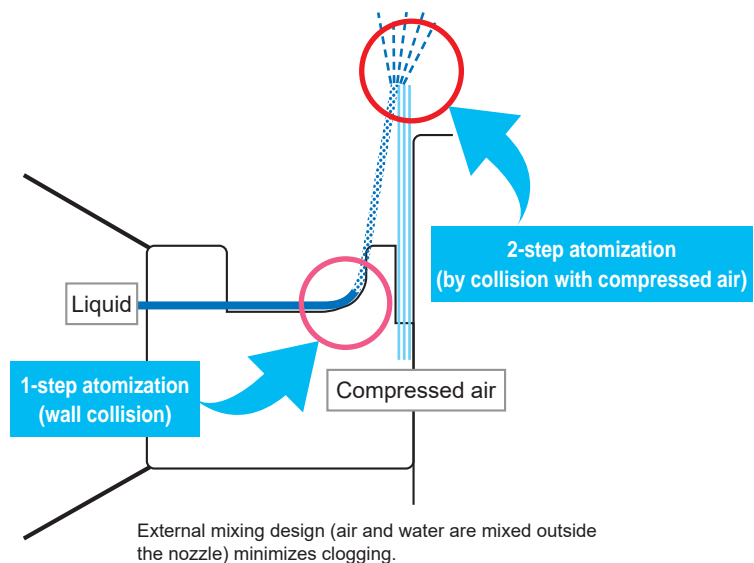 2-step atomization
(by collision with compressed air)
Liquid
1-step atomization
(wall collision)
Compressed air
External mixing design (air and water are mixed outside
the nozzle) minimizes clogging.